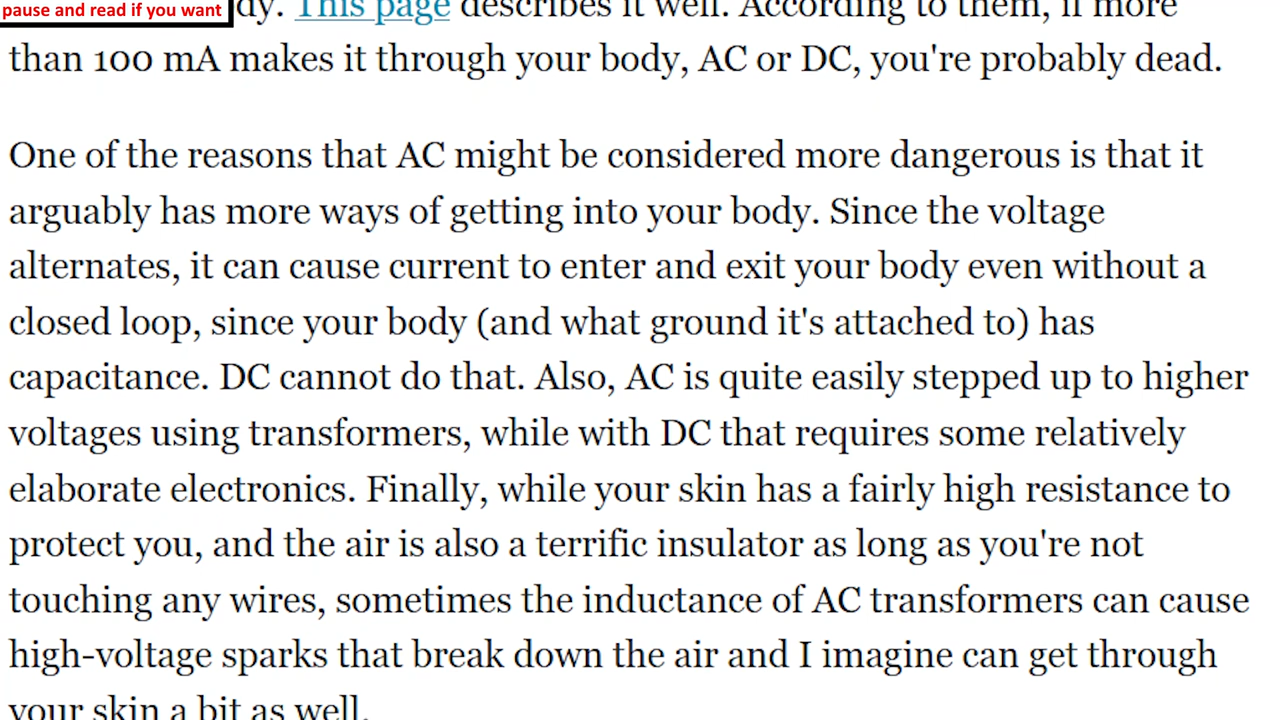 pause and read if you want
dy. This page describes it well. According to them, if more
than 100 mA makes it through your body, AC or DC, you're probably dead.
One of the reasons that AC might be considered more dangerous is that it
arguably has more ways of getting into your body. Since the voltage
alternates, it can cause current to enter and exit your body even without a
closed loop, since your body (and what ground it's attached to) has
capacitance. DC cannot do that. Also, AC is quite easily stepped up to higher
voltages using transformers, while with DC that requires some relatively
elaborate electronics. Finally, while your skin has a fairly high resistance to
protect you, and the air is also a terrific insulator as long as you're not
touching any wires, sometimes the inductance of AC transformers can cause
high-voltage sparks that break down the air and I imagine can get through
your skin a bit as well.